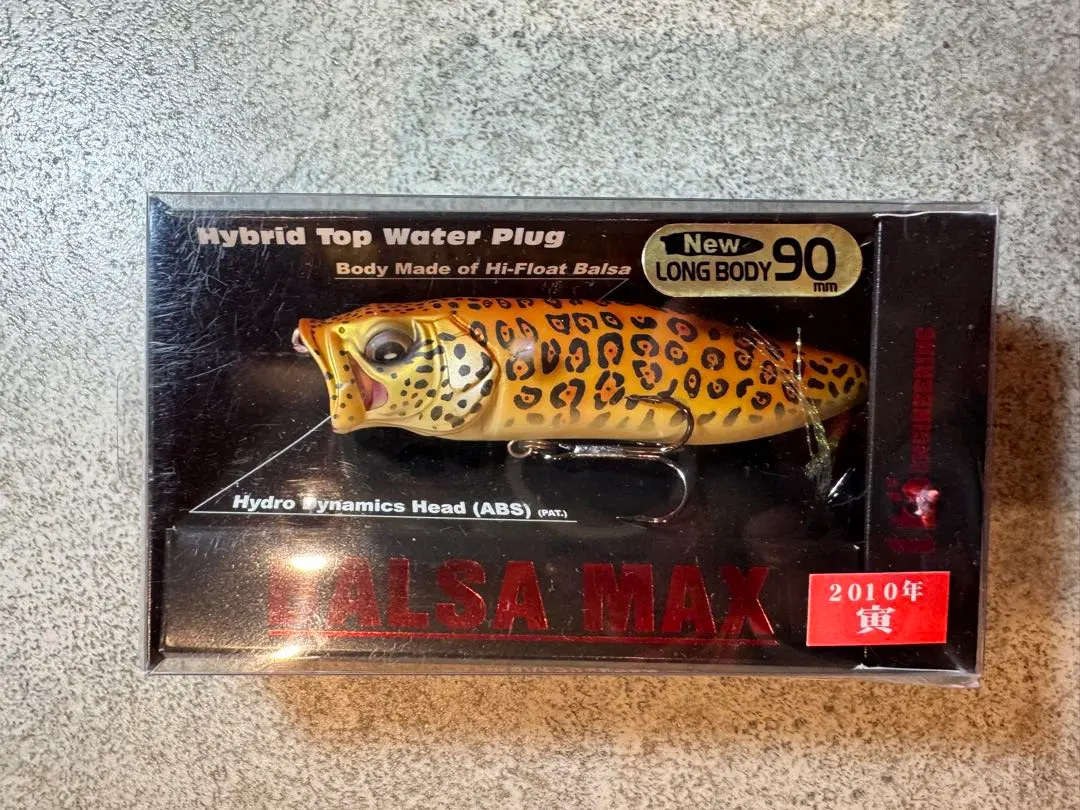 Hybrid Top Water Plug
Body Made of Hi-Float Balsa
New
LONG BODY 90
mm
Hydro Dynamics Head (ABS) (PAT.)
BALSA MAX
2010年
寅